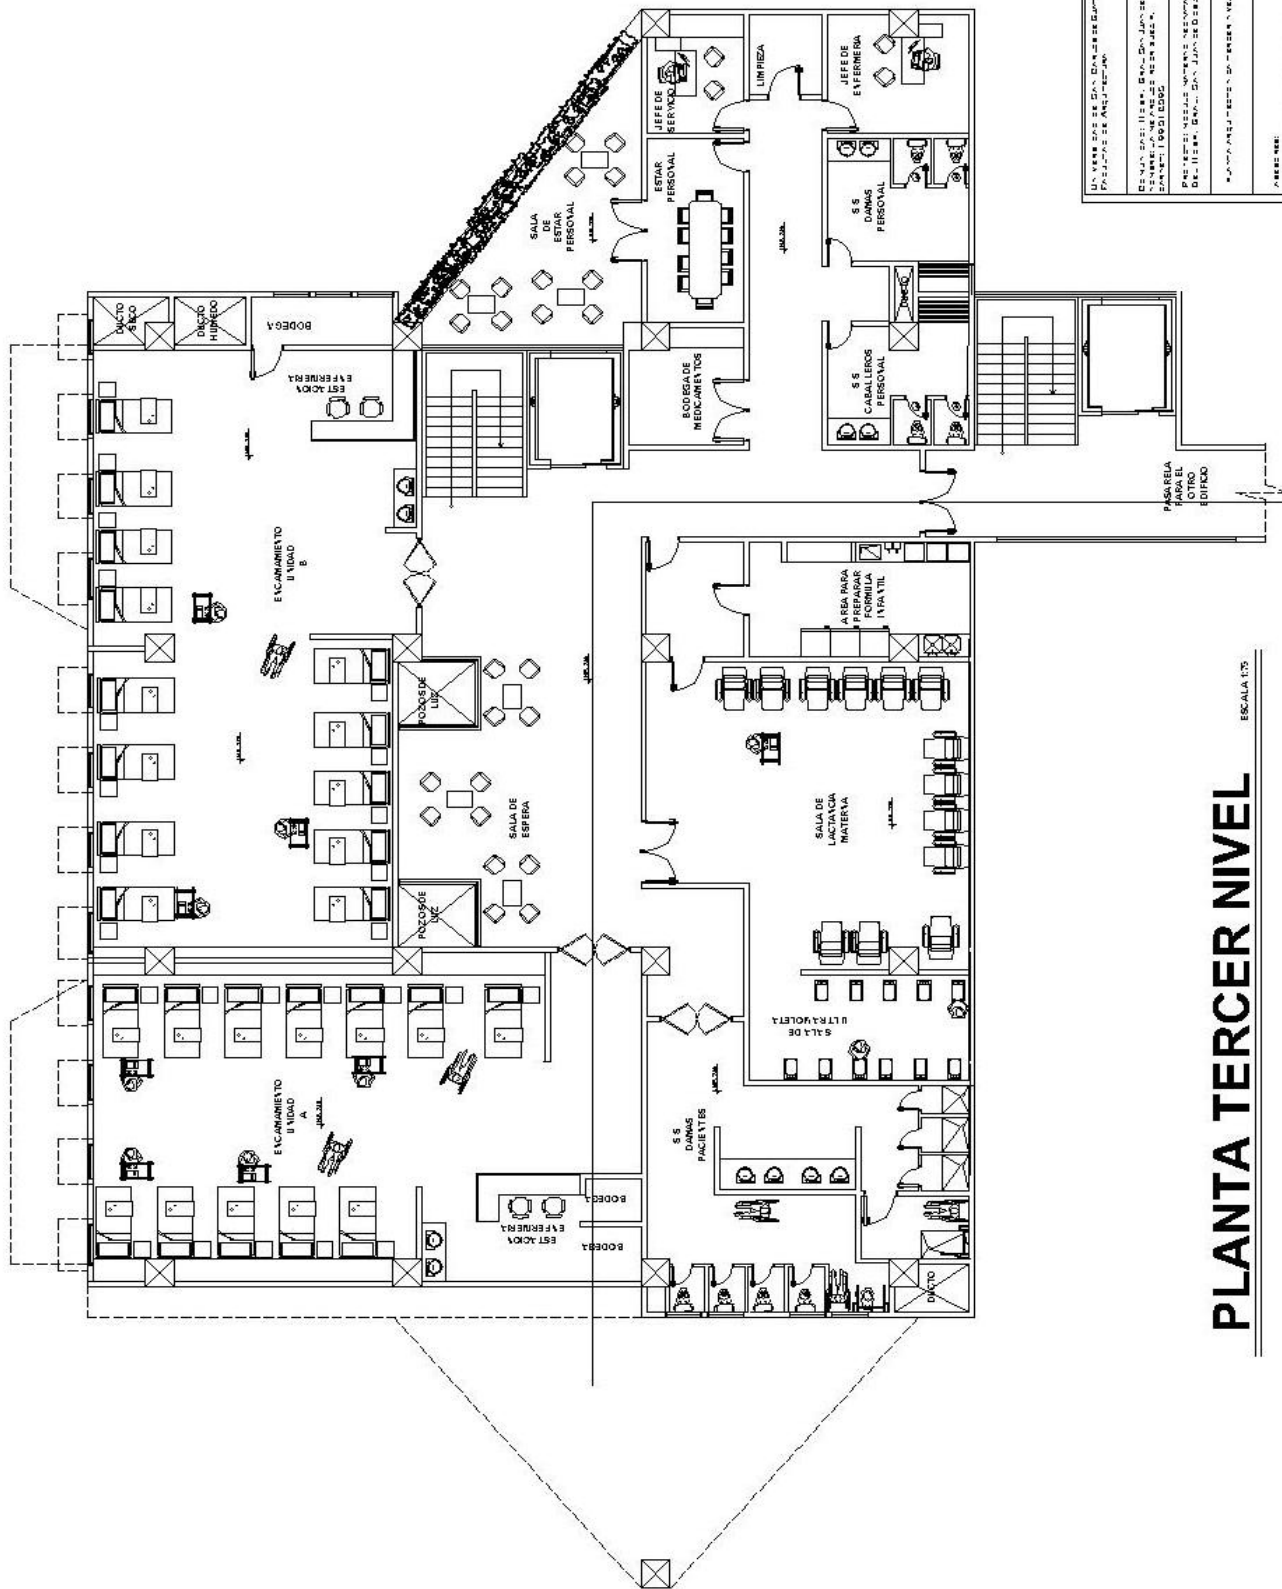 DUCTO
SECO
DUCTO
HUMEDO
BODEGA
ESTACION
ENFERMERIA
ENCAMAMIENTO
UNIDAD
B
SALA
DE
ESTAR
PERSONAL
JEFE DE
SERVICIO
LIMPIEZA
JEFE DE
ENFERMERIA
ESTAR
PERSONAL
S S
DAMAS
PERSONAL
DUCTO
S S
CABALLEROS
PERSONAL
BODEGA DE
MEDICAMENTOS
PASARELA
PARA EL
OTRO
EDIFICIO
AREA PARA
PREPARAR
FORMULA
INFANTIL
POZOS DE
LUZ
SALA DE
ESPERA
POZOS DE
LUZ
SALA DE
LACTANCIA
MATERNA
SALA DE
ULTRAVIOLETA
ENCAMAMIENTO
UNIDAD
A
S S
DAMAS
PACIENTES
ESTACION
ENFERMERIA
BODEGA
BODEGA
DUCTO
PLANTA TERCER NIVEL
ESCALA 1:75